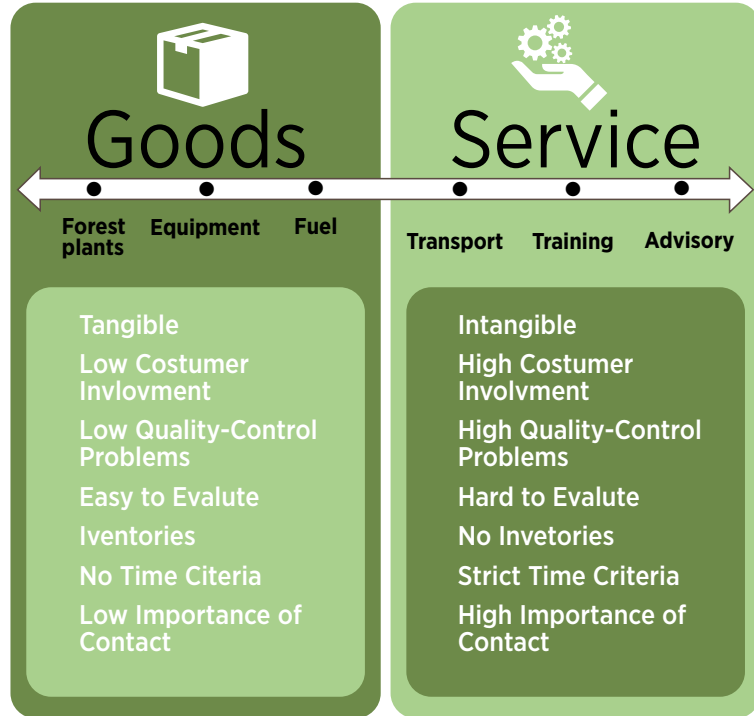 Goods
Forest
plants
Equipment
Fuel
Tangible
Low Costumer
Invlovment
Low Quality-Control
Problems
Easy to Evalute
Iventories
No Time Citeria
Low Importance of
Contact
Service
Transport
Training
Advisory
Intangible
High Costumer
Involvment
High Quality-Control
Problems
Hard to Evalute
No Invetories
Strict Time Criteria
High Importance of
Contact